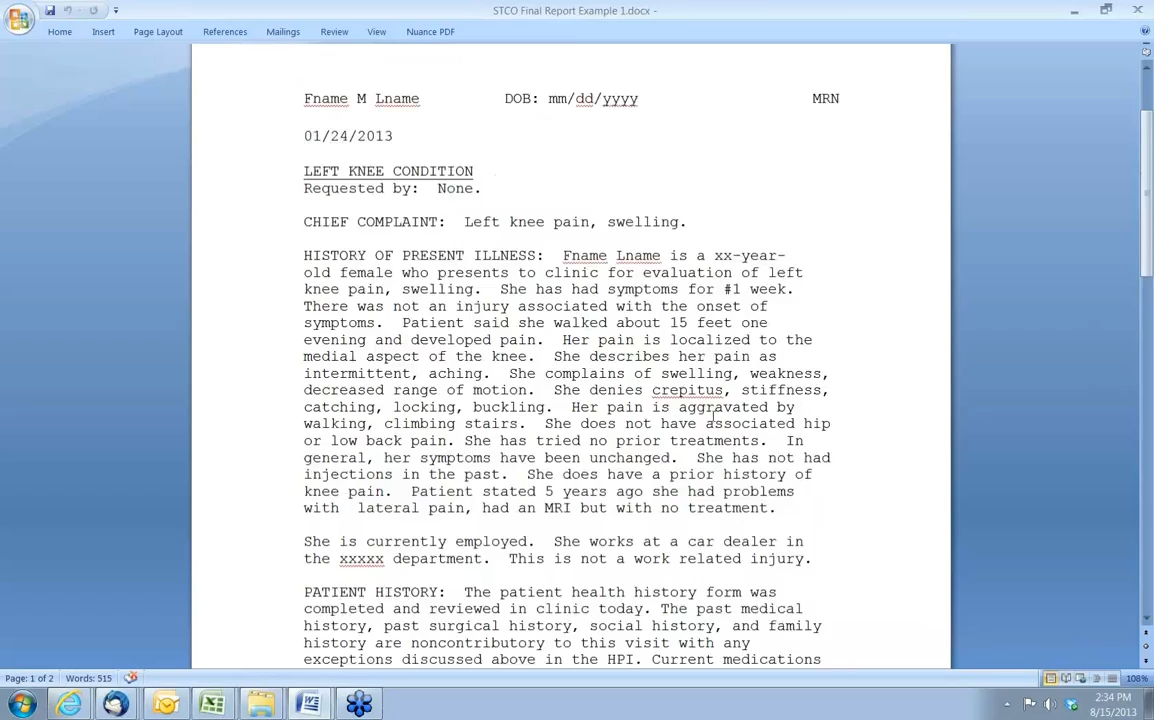 STCO Final Report Example 1.docx -
Home Insert Page Layout References Mailings Review View Nuance PDF
Fname M Lname DOB: mm/dd/yyyy MRN
01/24/2013
LEFT KNEE CONDITION
Requested by: None.
CHIEF COMPLAINT: Left knee pain, swelling.
HISTORY OF PRESENT ILLNESS: Fname Lname is a xx-year-
old female who presents to clinic for evaluation of left
knee pain, swelling. She has had symptoms for #1 week.
There was not an injury associated with the onset of
symptoms. Patient said she walked about 15 feet one
evening and developed pain. Her pain is localized to the
medial aspect of the knee. She describes her pain as
intermittent, aching. She complains of swelling, weakness,
decreased range of motion. She denies crepitus, stiffness,
catching, locking, buckling. Her pain is aggravated by
walking, climbing stairs. She does not have associated hip
or low back pain. She has tried no prior treatments. In
general, her symptoms have been unchanged. She has not had
injections in the past. She does have a prior history of
knee pain. Patient stated 5 years ago she had problems
with lateral pain, had an MRI but with no treatment.
She is currently employed. She works at a car dealer in
the xxxxx department. This is not a work related injury.
PATIENT HISTORY: The patient health history form was
completed and reviewed in clinic today. The past medical
history, past surgical history, social history, and family
history are noncontributory to this visit with any
exceptions discussed above in the HPI. Current medications
Page: 1 of 2 Words: 515 108%
2:34 PM
8/15/2013